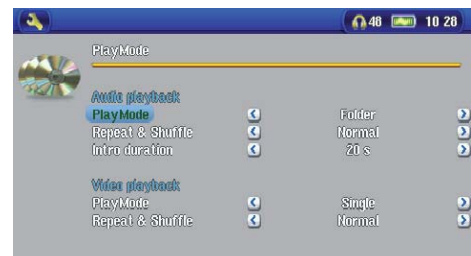 48 10 28
PlayMode
Audio playback
PlayMode Folder
Repeat & Shuffle Normal
Intro duration 20 s
Video playback
PlayMode Single
Repeat & Shuffle Normal